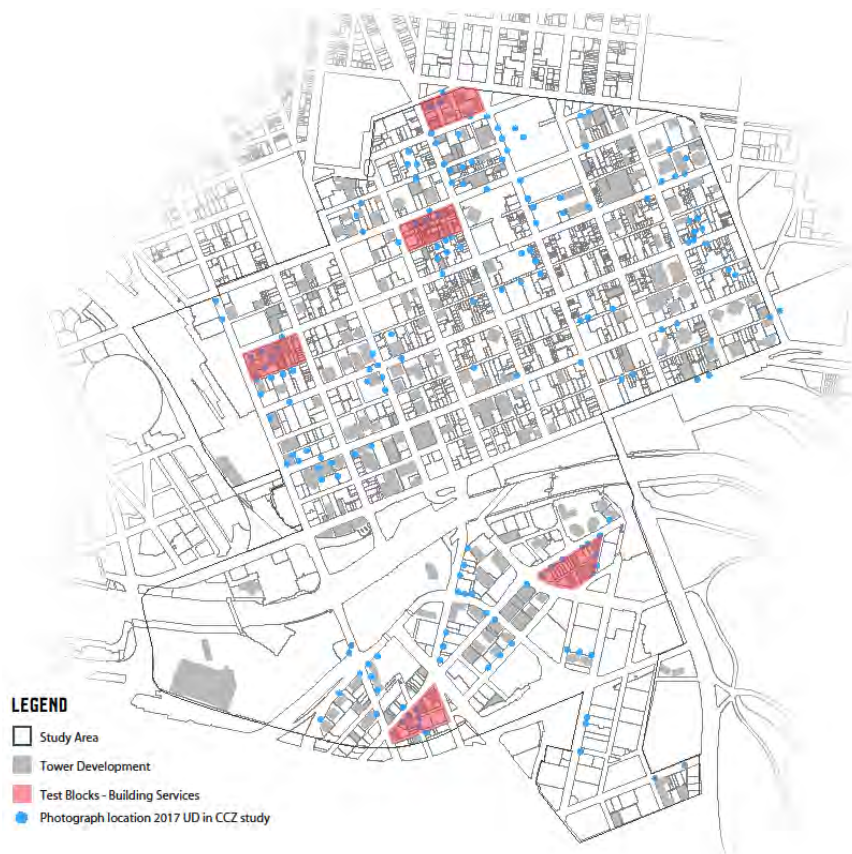 LEGEND
Study Area
Tower Development
Test Blocks - Building Services
Photograph location 2017 UD in CCZ study